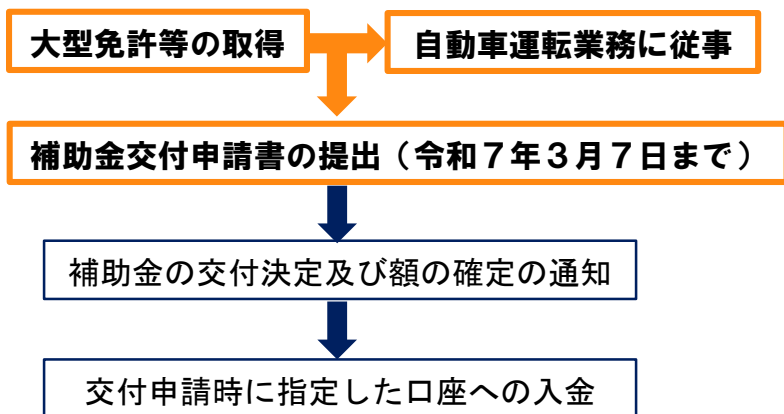 大型免許等の取得
自動車運転業務に従事
補助金交付申請書の提出（令和７年３月７日まで）
補助金の交付決定及び額の確定の通知
交付申請時に指定した口座への入金